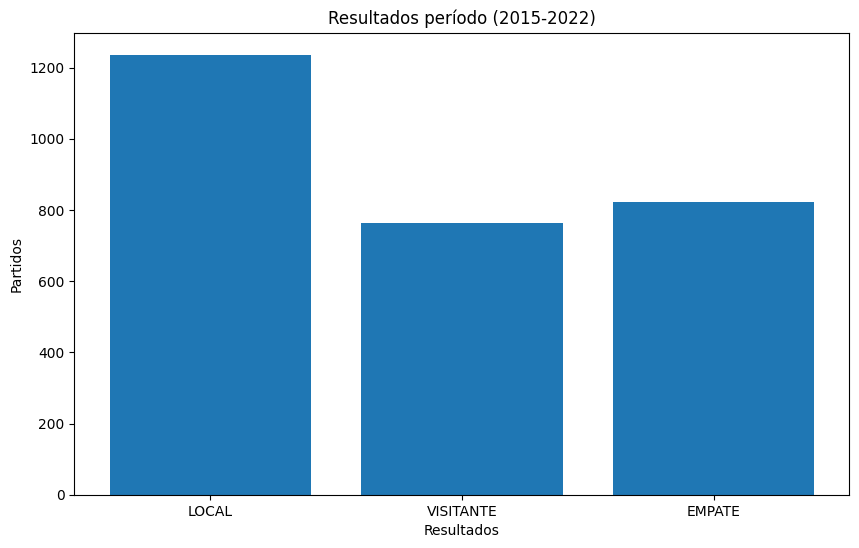 Resultados período (2015-2022)
1200
1000
800
600
400
200
0
Partidos
LOCAL VISITANTE EMPATE
Resultados